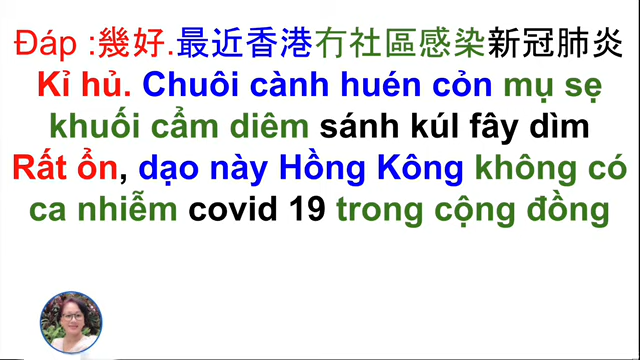 Đáp :幾好.最近香港冇社區感染新冠肺炎
Kỉ hủ. Chuôi cành huén cỏn mụ sẹ
khuối cẩm diêm sánh kúl fây dìm
Rất ổn, dạo này Hồng Kông không có
ca nhiễm covid 19 trong cộng đồng